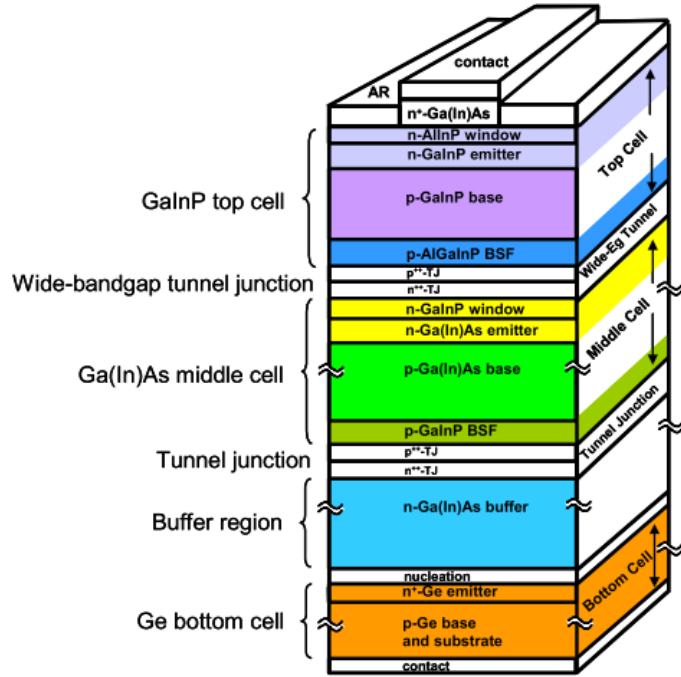 contact
AR
n⁺-Ga(In)As
n-AlInP window
n-GaInP emitter
GaInP top cell
p-GaInP base
p-AlGaInP BSF
Top Cell
Wide-bandgap tunnel junction
p⁺⁺-TJ
n⁺⁺-TJ
Wide-Eg Tunnel
n-GaInP window
n-Ga(In)As emitter
Ga(In)As middle cell
p-Ga(In)As base
p-GaInP BSF
Middle Cell
Tunnel junction
p⁺⁺-TJ
n⁺⁺-TJ
Tunnel Junction
Buffer region
n-Ga(In)As buffer
nucleation
n⁺-Ge emitter
Ge bottom cell
p-Ge base
and substrate
Bottom Cell
contact